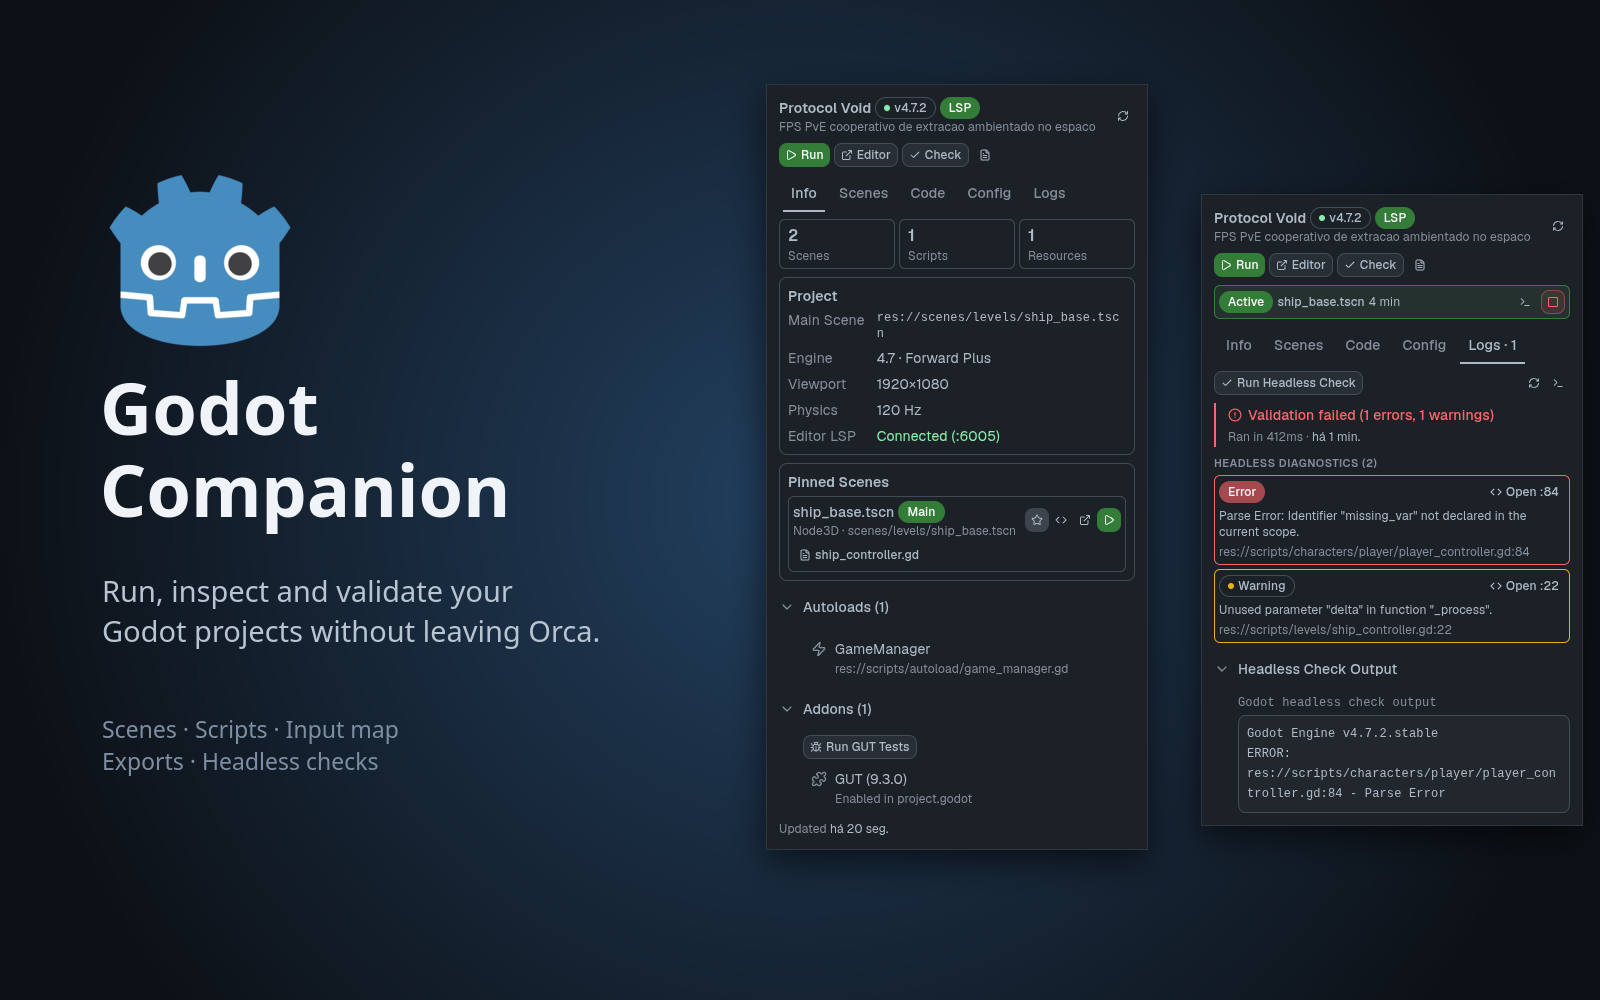 Godot
Companion
Run, inspect and validate your
Godot projects without leaving Orca.
Scenes · Scripts · Input map
Exports · Headless checks
Protocol Void v4.7.2 LSP
FPS PvE cooperativo de extracao ambientado no espaco
Run Editor Check
Info Scenes Code Config Logs
2 1 1
Scenes Scripts Resources
Project
Main Scene res://scenes/levels/ship_base.tsc
n
Engine 4.7 · Forward Plus
Viewport 1920×1080
Physics 120 Hz
Editor LSP Connected (:6005)
Pinned Scenes
ship_base.tscn Main
Node3D · scenes/levels/ship_base.tscn
ship_controller.gd
Autoloads (1)
GameManager
res://scripts/autoload/game_manager.gd
Addons (1)
Run GUT Tests
GUT (9.3.0)
Enabled in project.godot
Updated há 20 seg.
Protocol Void v4.7.2 LSP
FPS PvE cooperativo de extracao ambientado no espaco
Run Editor Check
Active ship_base.tscn 4 min
Info Scenes Code Config Logs · 1
Run Headless Check
Validation failed (1 errors, 1 warnings)
Ran in 412ms · há 1 min.
HEADLESS DIAGNOSTICS (2)
Error Open :84
Parse Error: Identifier "missing_var" not declared in the
current scope.
res://scripts/characters/player/player_controller.gd:84
Warning Open :22
Unused parameter "delta" in function "_process".
res://scripts/levels/ship_controller.gd:22
Headless Check Output
Godot headless check output
Godot Engine v4.7.2.stable
ERROR:
res://scripts/characters/player/player_con
troller.gd:84 - Parse Error